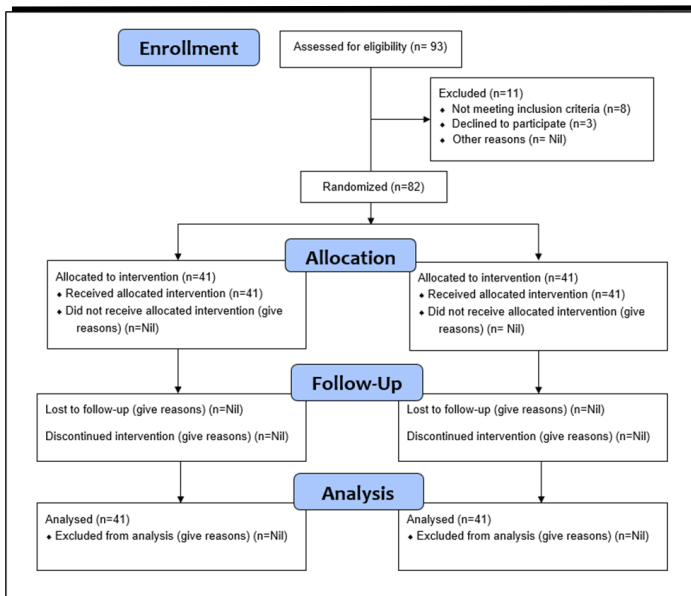 Enrollment
Assessed for eligibility (n= 93)
Excluded (n=11)
♦ Not meeting inclusion criteria (n=8)
♦ Declined to participate (n=3)
♦ Other reasons (n= Nil)
Randomized (n=82)
Allocation
Allocated to intervention (n=41)
♦ Received allocated intervention (n=41)
♦ Did not receive allocated intervention (give
reasons) (n=Nil)
Allocated to intervention (n=41)
♦ Received allocated intervention (n=41)
♦ Did not receive allocated intervention (give
reasons) (n= Nil)
Follow-Up
Lost to follow-up (give reasons) (n=Nil)
Discontinued intervention (give reasons) (n=Nil)
Lost to follow-up (give reasons) (n=Nil)
Discontinued intervention (give reasons) (n=Nil)
Analysis
Analysed (n=41)
♦ Excluded from analysis (give reasons) (n=Nil)
Analysed (n=41)
♦ Excluded from analysis (give reasons) (n=Nil)